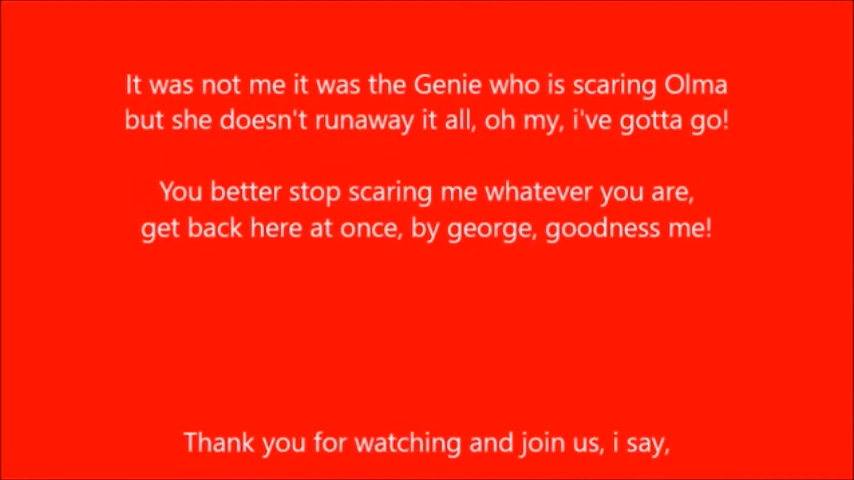 It was not me it was the Genie who is scaring Olma
but she doesn't runaway it all, oh my, i've gotta go!
You better stop scaring me whatever you are,
get back here at once, by george, goodness me!
Thank you for watching and join us, i say,